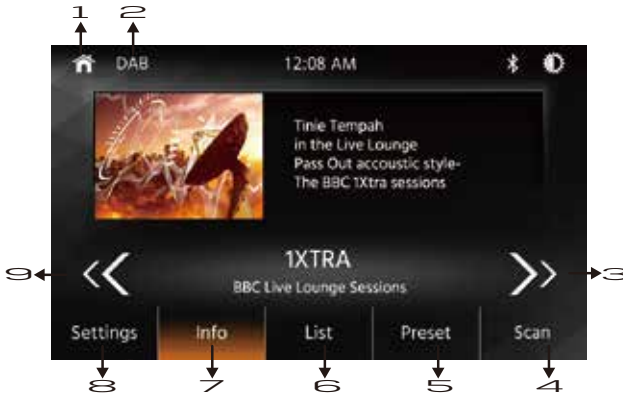 1 2
DAB 12:08 AM
Tinie Tempah
in the Live Lounge
Pass Out accoustic style-
The BBC 1Xtra sessions
1XTRA
9 3
BBC Live Lounge Sessions
Settings Info List Preset Scan
8 7 6 5 4